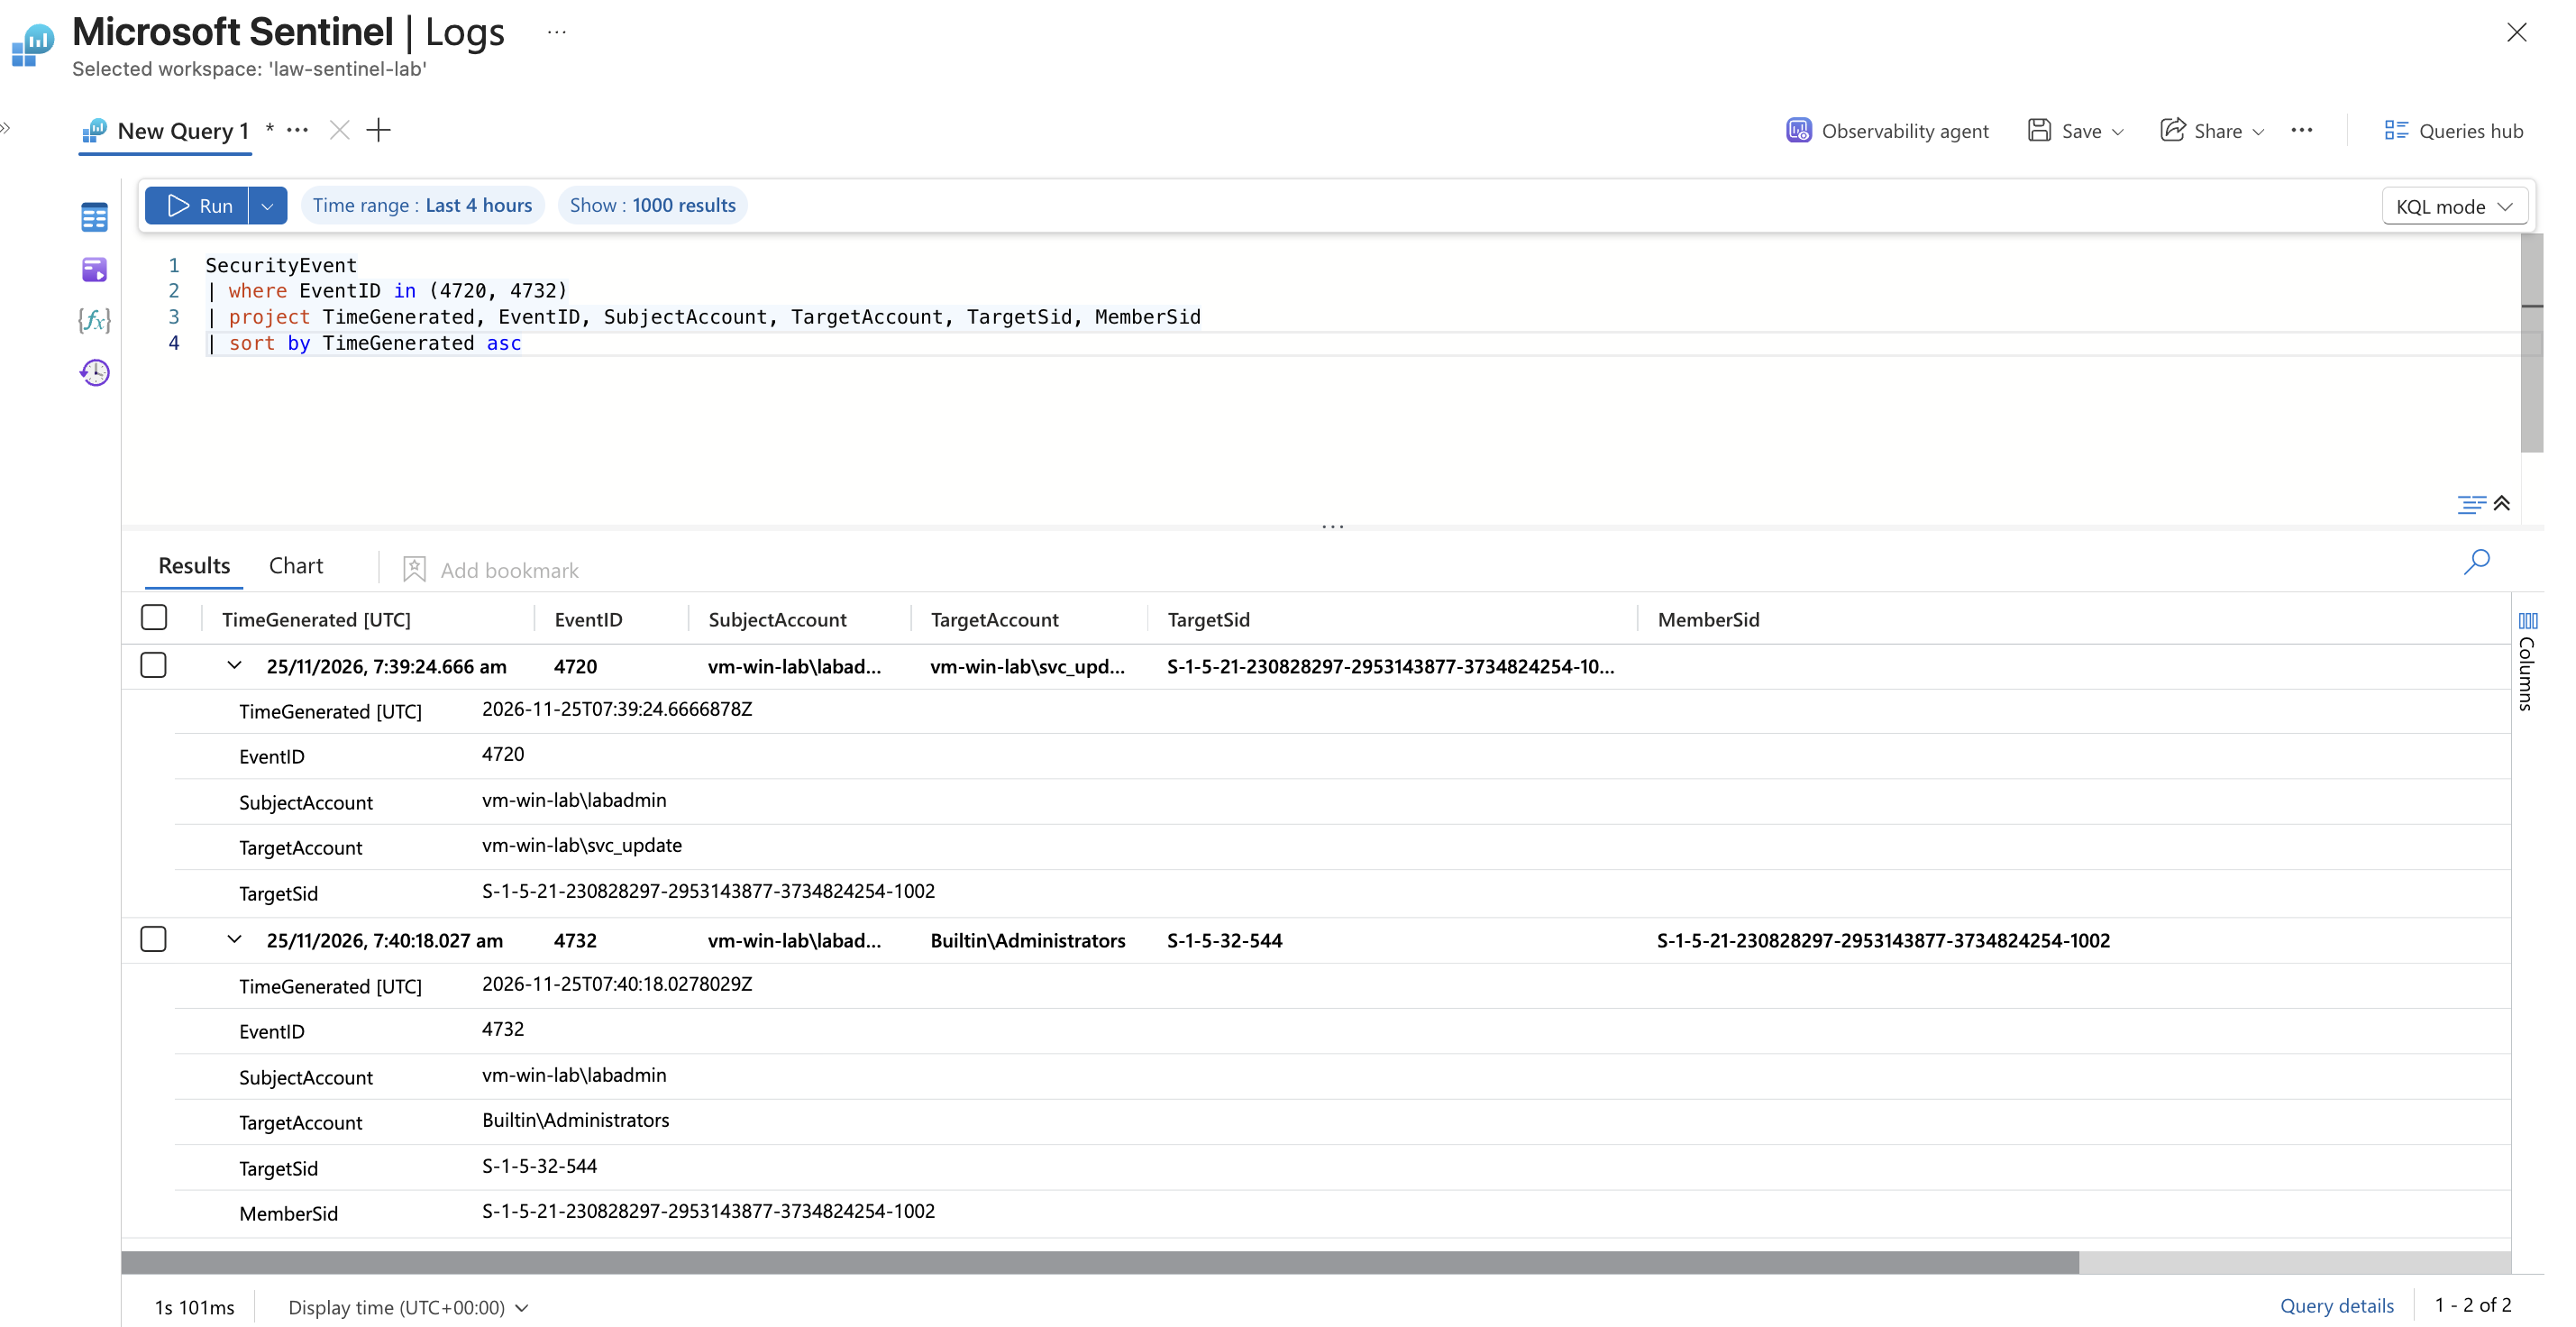 Microsoft Sentinel | Logs ...
Selected workspace: 'law-sentinel-lab'
New Query 1 * ...
Observability agent
Save
Share
...
Queries hub
Run
Time range : Last 4 hours
Show : 1000 results
KQL mode
1 SecurityEvent
2 | where EventID in (4720, 4732)
3 | project TimeGenerated, EventID, SubjectAccount, TargetAccount, TargetSid, MemberSid
4 | sort by TimeGenerated asc
...
Results Chart Add bookmark
TimeGenerated [UTC] EventID SubjectAccount TargetAccount TargetSid MemberSid
Columns
25/11/2026, 7:39:24.666 am 4720 vm-win-lab\labad... vm-win-lab\svc_upd... S-1-5-21-230828297-2953143877-3734824254-10...
TimeGenerated [UTC] 2026-11-25T07:39:24.6666878Z
EventID 4720
SubjectAccount vm-win-lab\labadmin
TargetAccount vm-win-lab\svc_update
TargetSid S-1-5-21-230828297-2953143877-3734824254-1002
25/11/2026, 7:40:18.027 am 4732 vm-win-lab\labad... Builtin\Administrators S-1-5-32-544 S-1-5-21-230828297-2953143877-3734824254-1002
TimeGenerated [UTC] 2026-11-25T07:40:18.0278029Z
EventID 4732
SubjectAccount vm-win-lab\labadmin
TargetAccount Builtin\Administrators
TargetSid S-1-5-32-544
MemberSid S-1-5-21-230828297-2953143877-3734824254-1002
1s 101ms Display time (UTC+00:00) Query details 1 - 2 of 2